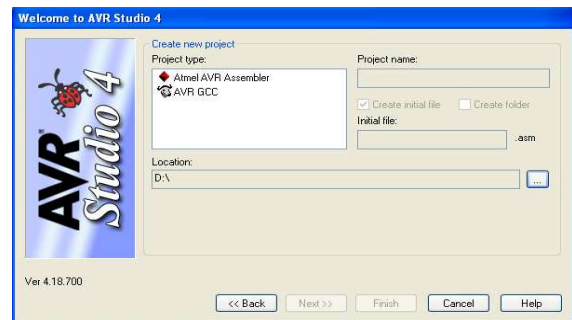 Welcome to AVR Studio 4
Create new project
Project type:
Atmel AVR Assembler
AVR GCC
Project name:
Create initial file
Create folder
Initial file:
.asm
Location:
D:\
...
AVR®
Studio 4
Ver 4.18.700
<< Back
Next >>
Finish
Cancel
Help